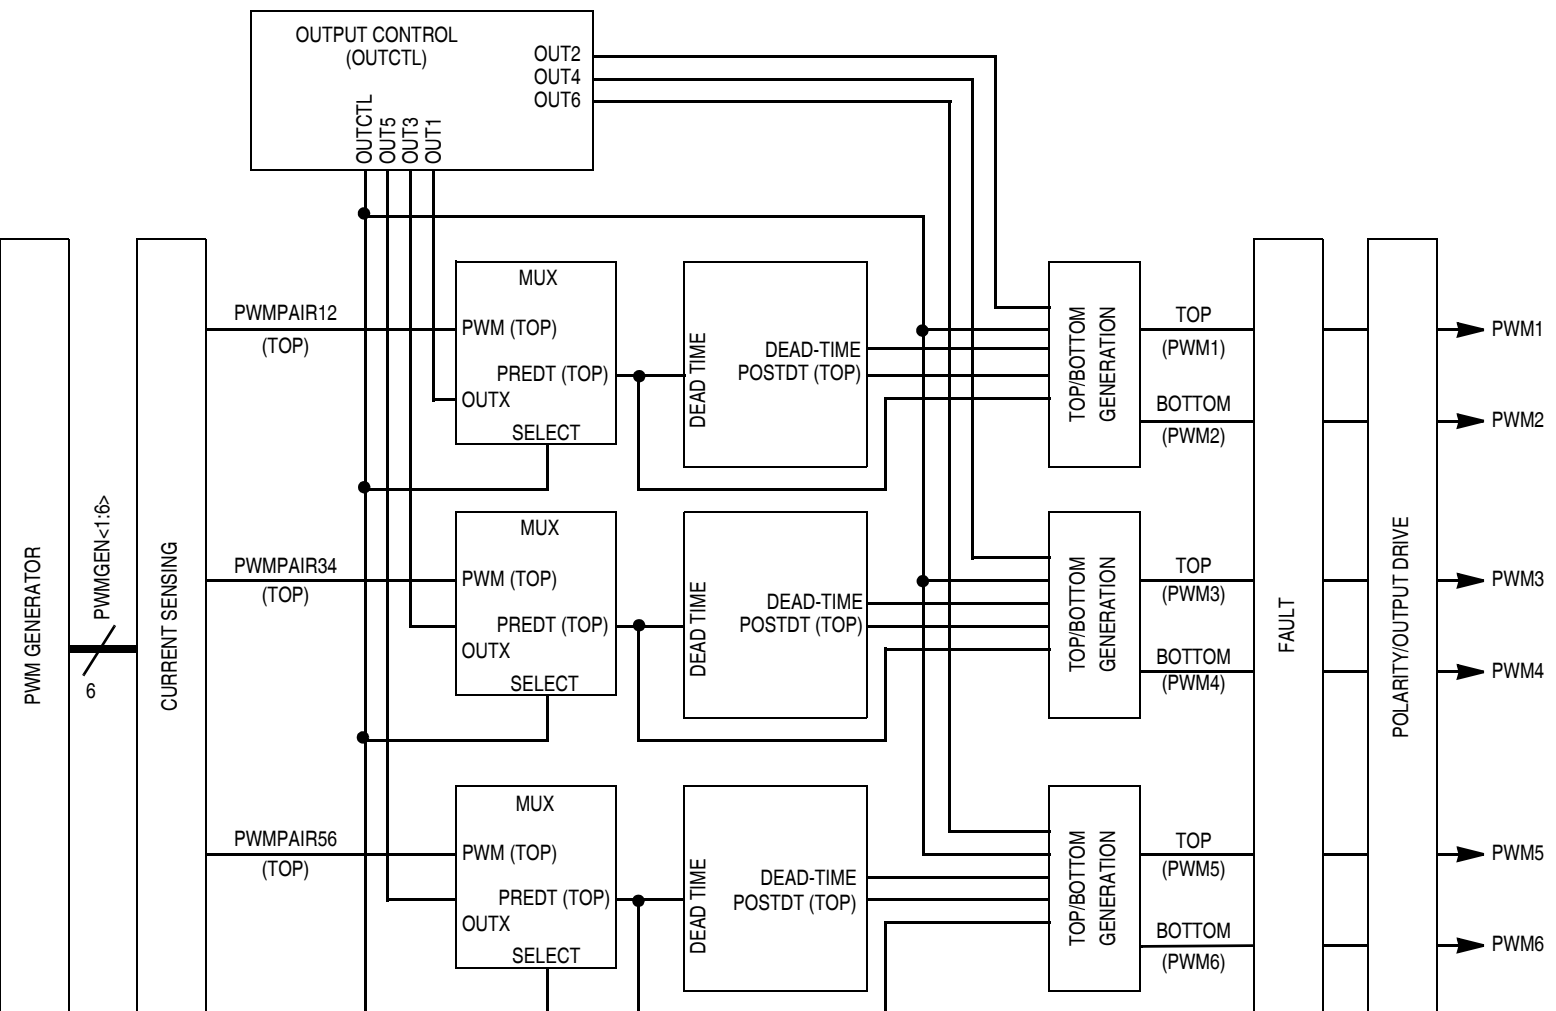 OUTPUT CONTROL
(OUTCTL)
OUT2
OUT4
OUT6
OUTCTL
OUT5
OUT3
OUT1
PWM GENERATOR
PWMGEN<1:6>
6
CURRENT SENSING
PWMPAIR12
(TOP)
MUX
PWM (TOP)
PREDT (TOP)
OUTX
SELECT
DEAD TIME
DEAD-TIME
POSTDT (TOP)
TOP/BOTTOM
GENERATION
TOP
(PWM1)
BOTTOM
(PWM2)
PWMPAIR34
(TOP)
MUX
PWM (TOP)
PREDT (TOP)
OUTX
SELECT
DEAD TIME
DEAD-TIME
POSTDT (TOP)
TOP/BOTTOM
GENERATION
TOP
(PWM3)
BOTTOM
(PWM4)
PWMPAIR56
(TOP)
MUX
PWM (TOP)
PREDT (TOP)
OUTX
SELECT
DEAD TIME
DEAD-TIME
POSTDT (TOP)
TOP/BOTTOM
GENERATION
TOP
(PWM5)
BOTTOM
(PWM6)
FAULT
POLARITY/OUTPUT DRIVE
PWM1
PWM2
PWM3
PWM4
PWM5
PWM6